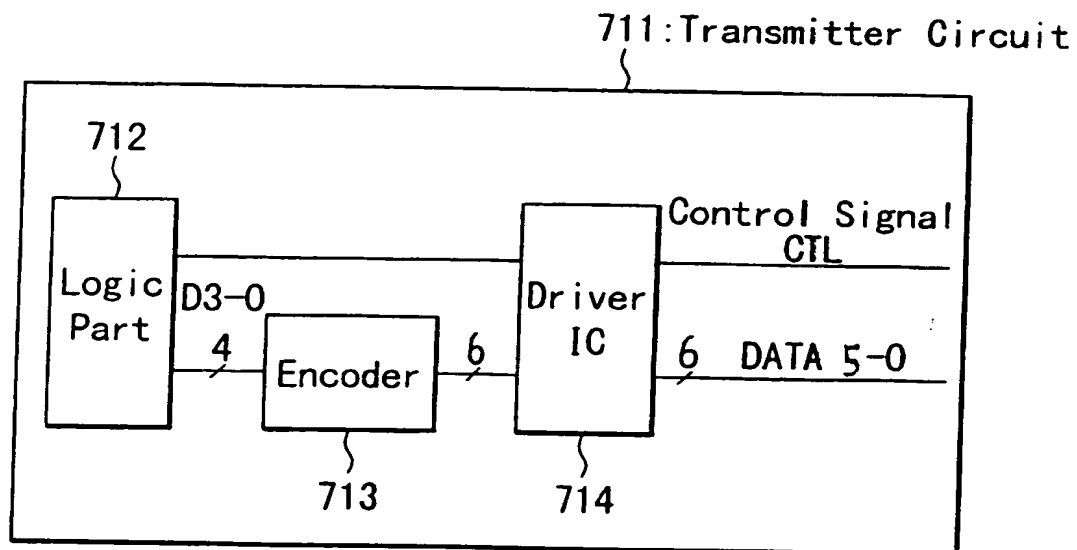 711:Transmitter Circuit
712
Logic
Part
D3-0
4
Encoder
713
6
Driver
IC
714
Control Signal
CTL
6 DATA 5-0